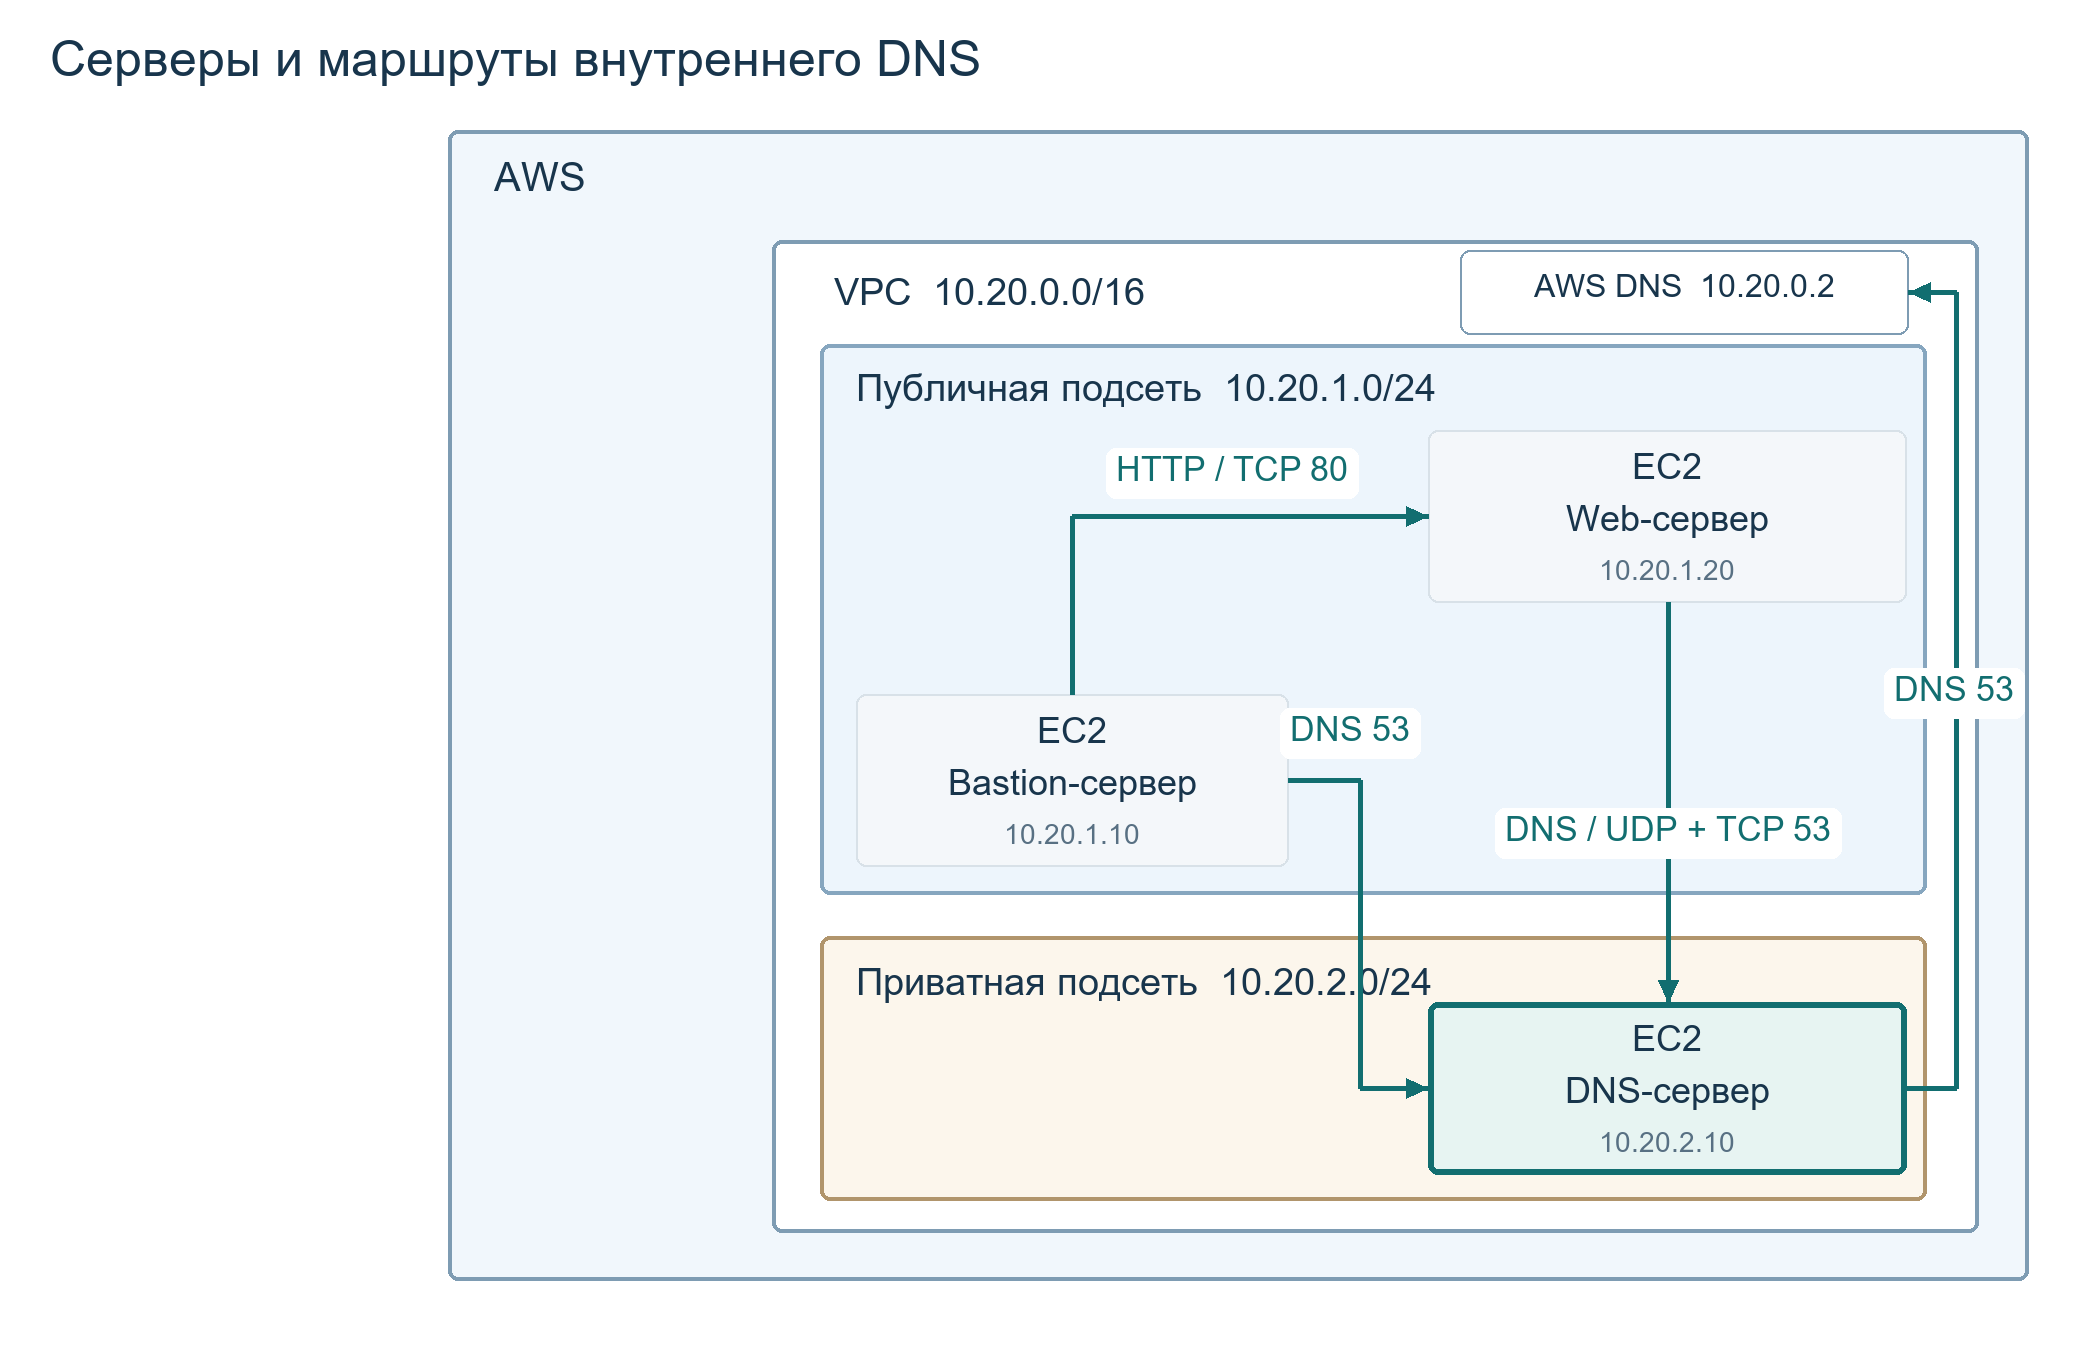 Серверы и маршруты внутреннего DNS
AWS
VPC 10.20.0.0/16
AWS DNS 10.20.0.2
Публичная подсеть 10.20.1.0/24
HTTP / TCP 80
EC2
Web-сервер
10.20.1.20
DNS 53
EC2
Bastion-сервер
10.20.1.10
DNS 53
DNS / UDP + TCP 53
Приватная подсеть 10.20.2.0/24
EC2
DNS-сервер
10.20.2.10